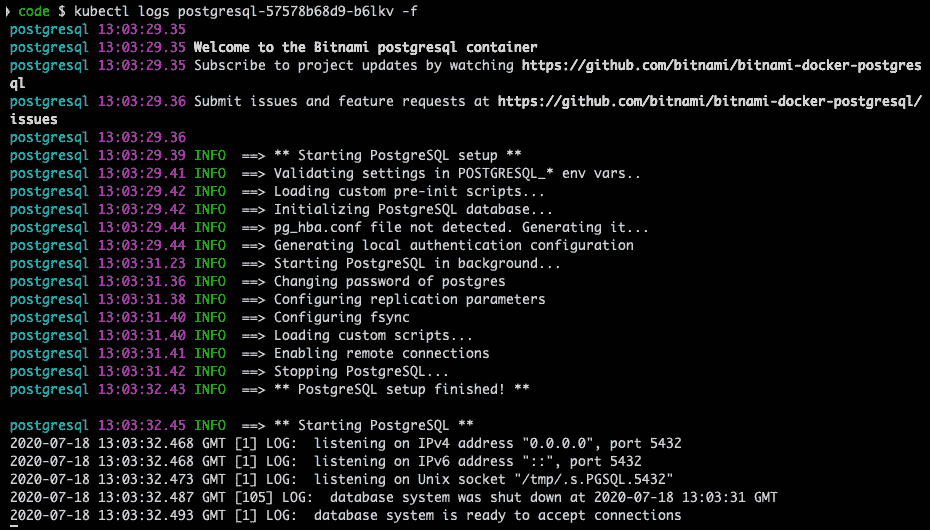 code $ kubectl logs postgresql-57578b68d9-b6lkv -f
postgresql 13:03:29.35
postgresql 13:03:29.35 Welcome to the Bitnami postgresql container
postgresql 13:03:29.35 Subscribe to project updates by watching https://github.com/bitnami/bitnami-docker-postgres
ql
postgresql 13:03:29.36 Submit issues and feature requests at https://github.com/bitnami/bitnami-docker-postgresql/
issues
postgresql 13:03:29.36
postgresql 13:03:29.39 INFO  ==> ** Starting PostgreSQL setup **
postgresql 13:03:29.41 INFO  ==> Validating settings in POSTGRESQL_* env vars..
postgresql 13:03:29.42 INFO  ==> Loading custom pre-init scripts...
postgresql 13:03:29.42 INFO  ==> Initializing PostgreSQL database...
postgresql 13:03:29.44 INFO  ==> pg_hba.conf file not detected. Generating it...
postgresql 13:03:29.44 INFO  ==> Generating local authentication configuration
postgresql 13:03:31.23 INFO  ==> Starting PostgreSQL in background...
postgresql 13:03:31.36 INFO  ==> Changing password of postgres
postgresql 13:03:31.38 INFO  ==> Configuring replication parameters
postgresql 13:03:31.40 INFO  ==> Configuring fsync
postgresql 13:03:31.40 INFO  ==> Loading custom scripts...
postgresql 13:03:31.41 INFO  ==> Enabling remote connections
postgresql 13:03:31.42 INFO  ==> Stopping PostgreSQL...
postgresql 13:03:32.43 INFO  ==> ** PostgreSQL setup finished! **
postgresql 13:03:32.45 INFO  ==> ** Starting PostgreSQL **
2020-07-18 13:03:32.468 GMT [1] LOG:  listening on IPv4 address "0.0.0.0", port 5432
2020-07-18 13:03:32.468 GMT [1] LOG:  listening on IPv6 address "::", port 5432
2020-07-18 13:03:32.473 GMT [1] LOG:  listening on Unix socket "/tmp/.s.PGSQL.5432"
2020-07-18 13:03:32.487 GMT [105] LOG:  database system was shut down at 2020-07-18 13:03:31 GMT
2020-07-18 13:03:32.493 GMT [1] LOG:  database system is ready to accept connections